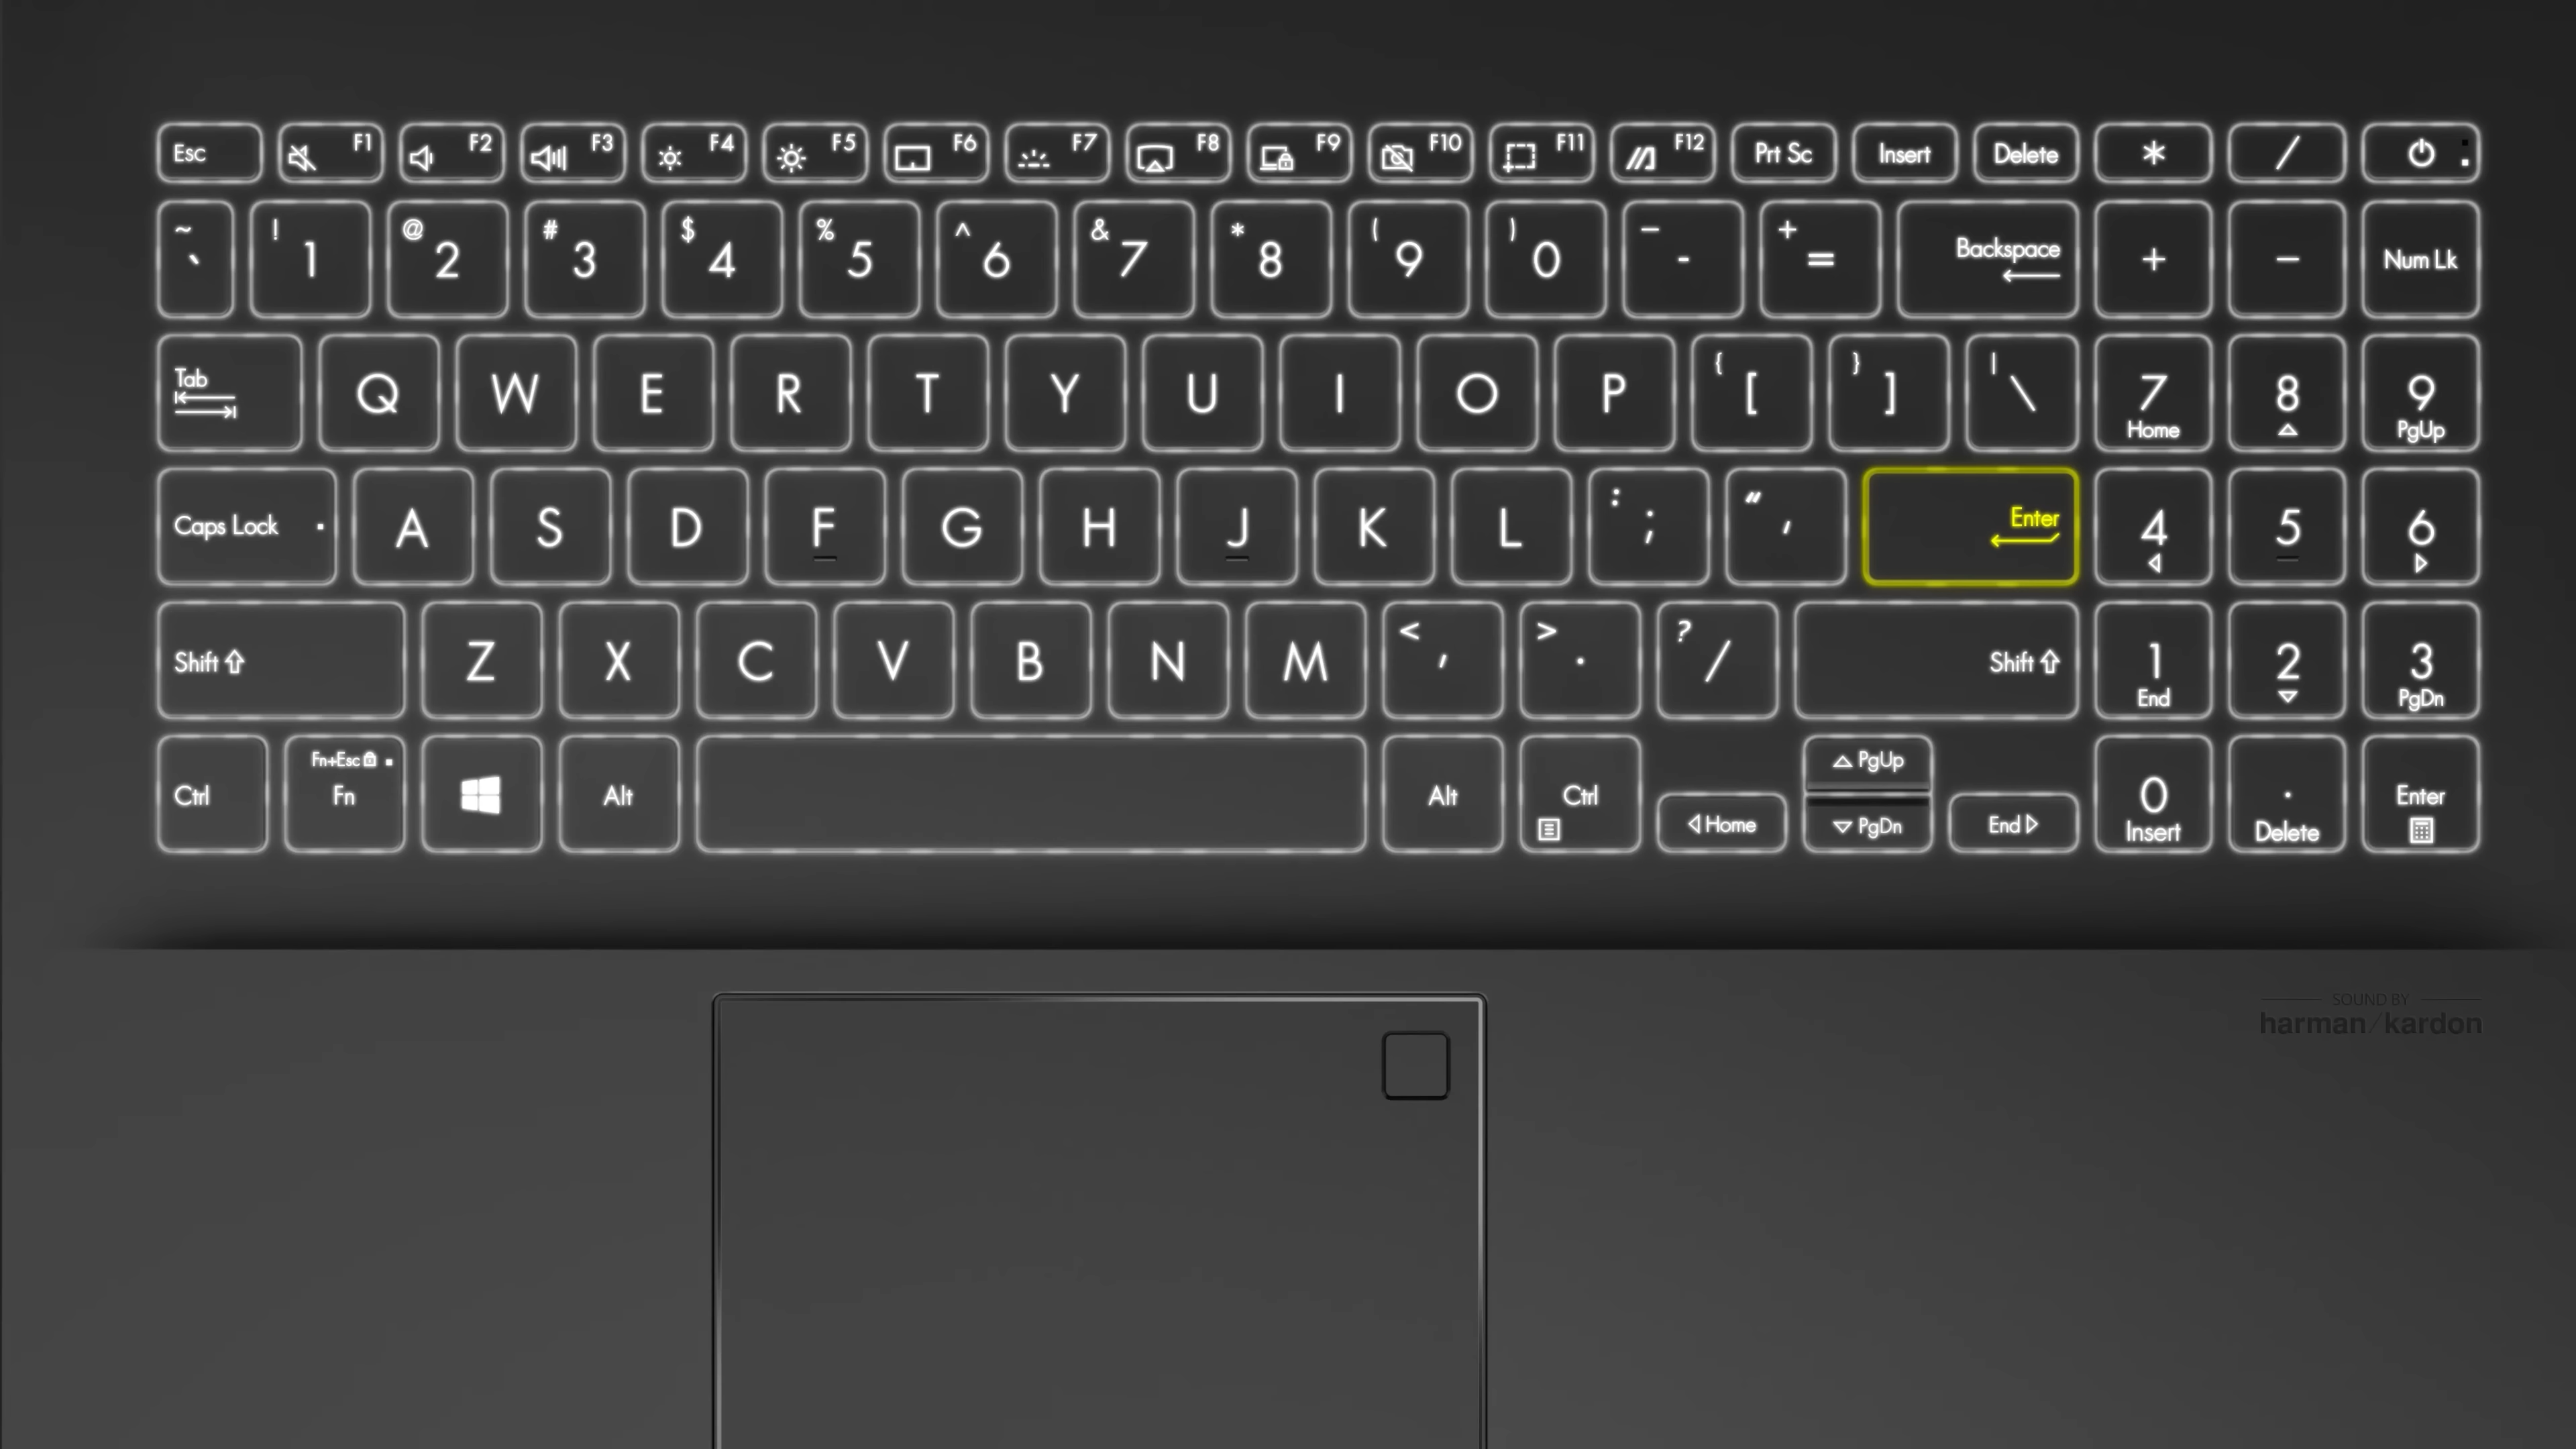 Esc F1 F2 F3 F4 F5 F6 F7 F8 F9 F10 F11 F12 Prt Sc Insert Delete * /
~ ` ! 1 @ 2 # 3 $ 4 % 5 ^ 6 & 7 * 8 ( 9 ) 0 _ - + = Backspace + - Num Lk
Tab Q W E R T Y U I O P { [ } ] | \ 7 Home 8 9 PgUp
Caps Lock A S D F G H J K L : ; " ' Enter 4 5 6
Shift Z X C V B N M < , > . ? / Shift 1 End 2 3 PgDn
Ctrl Fn+Esc Fn Alt Alt Ctrl Home PgUp PgDn End 0 Insert . Delete Enter
SOUND BY
harman/kardon